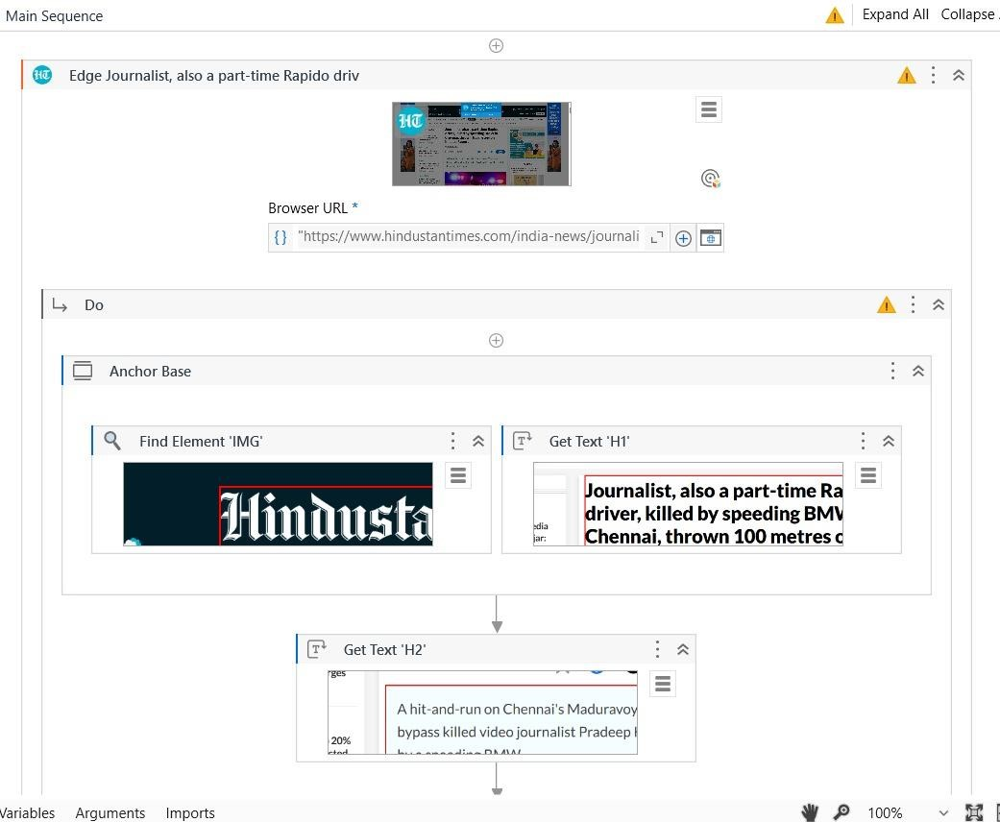 Main Sequence
Expand All Collapse
HT Edge Journalist, also a part-time Rapido driv
HT
Browser URL *
{} "https://www.hindustantimes.com/india-news/journali
Do
Anchor Base
Find Element 'IMG'
Get Text 'H1'
Hindusta
Journalist, also a part-time Ra
driver, killed by speeding BMW
Chennai, thrown 100 metres o
edia
jar:
Get Text 'H2'
ges
20%
sted
A hit-and-run on Chennai's Maduravoy
bypass killed video journalist Pradeep
by a speeding BMW
Variables Arguments Imports 100%